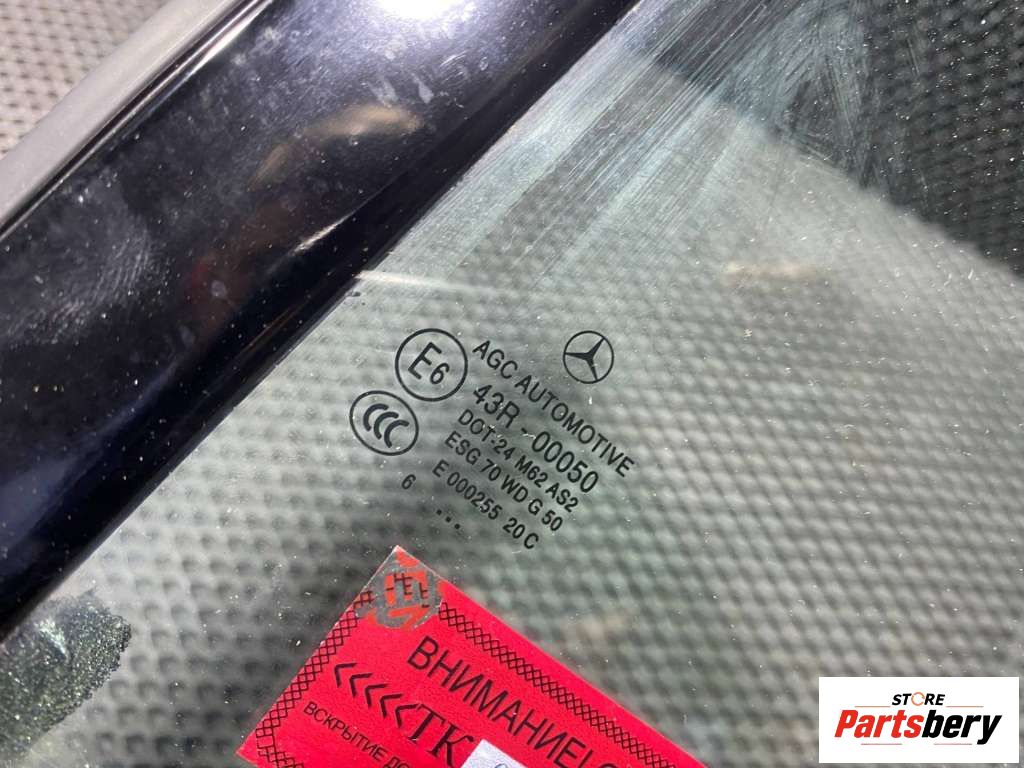 E6
AGC AUTOMOTIVE
43R - 00050
DOT-24 M62 AS2
ESG 70 WD G 50
E 000255 20 C
CCC
6
...
ВНИМАНИЕ!
<<<<<ТК
ВСКРЫТИЕ
STORE
Partsbery